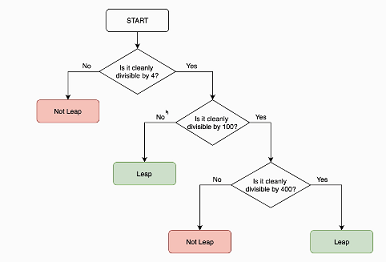 START
Is it cleanly
divisible by 4?
No
Yes
Not Leap
Is it cleanly
divisible by 100?
No
Yes
Leap
Is it cleanly
divisible by 400?
No
Yes
Not Leap
Leap